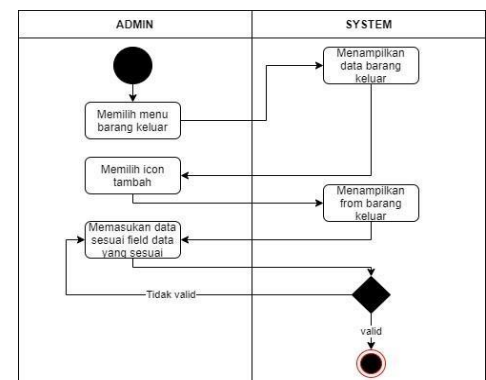 ADMIN
SYSTEM
Menampilkan
data barang
keluar
Memilih menu
barang keluar
Memilih icon
tambah
Menampilkan
from barang
keluar
Memasukan data
sesuai field data
yang sesuai
Tidak valid
valid